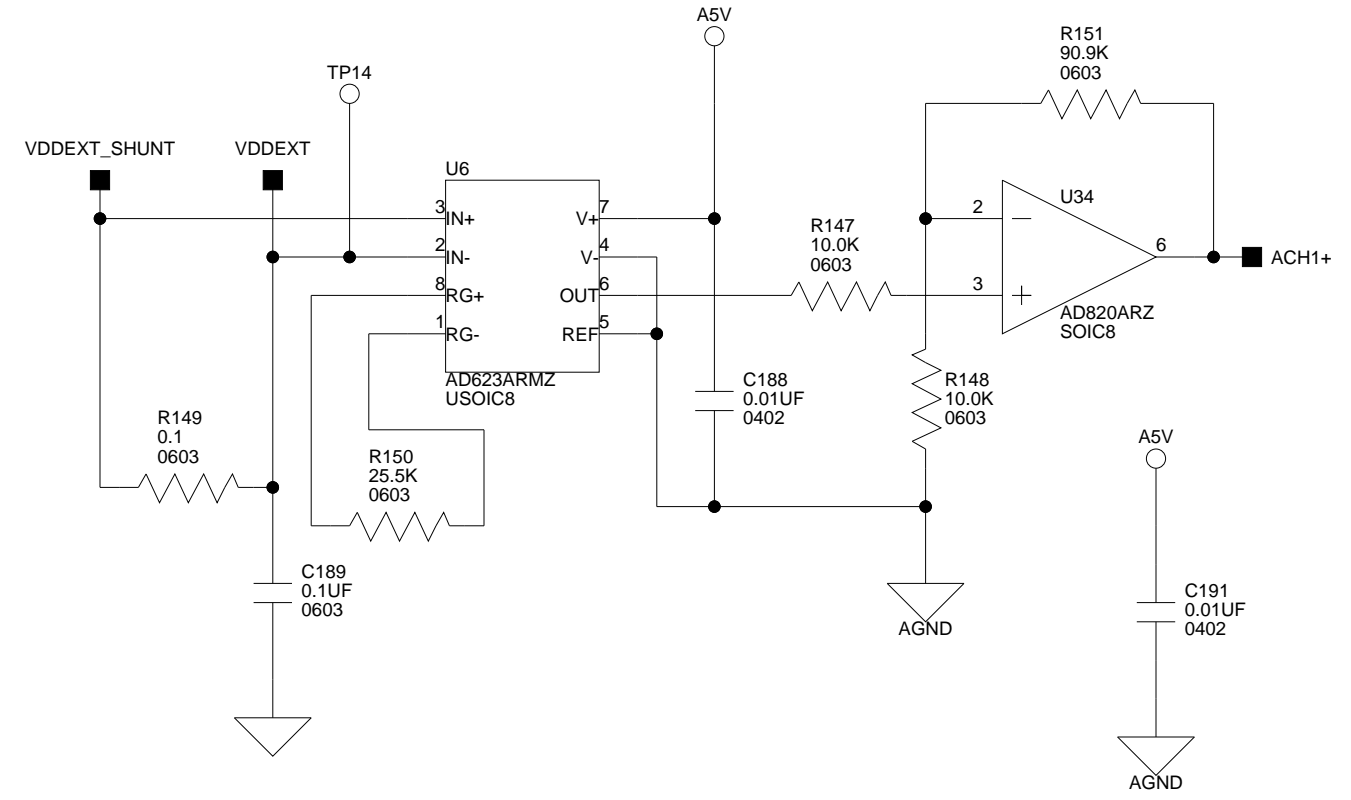 A5V
R151
90.9K
0603
TP14
VDDEXT_SHUNT
VDDEXT
U6
3
IN+
2
IN-
8
RG+
1
RG-
V+
7
V-
4
OUT
6
REF
5
AD623ARMZ
USOIC8
R147
10.0K
0603
2
3
U34
6
ACH1+
AD820ARZ
SOIC8
C188
0.01UF
0402
R148
10.0K
0603
R149
0.1
0603
R150
25.5K
0603
A5V
C189
0.1UF
0603
C191
0.01UF
0402
AGND
AGND